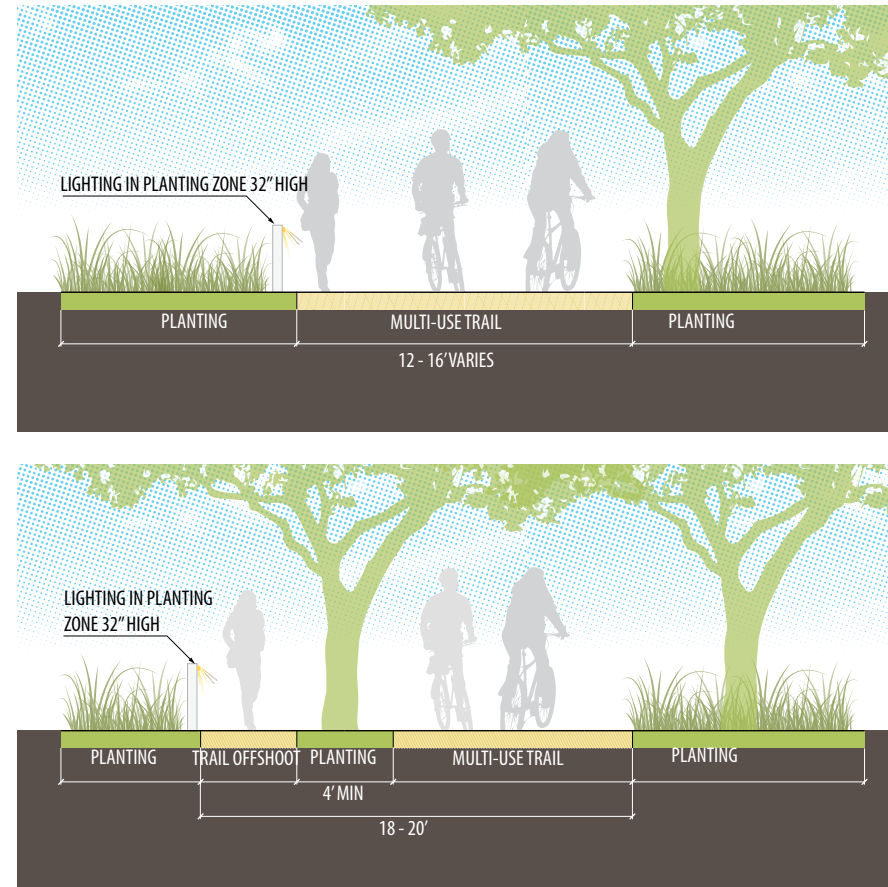 LIGHTING IN PLANTING ZONE 32” HIGH
PLANTING
MULTI-USE TRAIL
PLANTING
12 - 16’ VARIES
LIGHTING IN PLANTING
ZONE 32” HIGH
PLANTING
TRAIL OFFSHOOT
PLANTING
MULTI-USE TRAIL
PLANTING
4’ MIN
18 - 20’